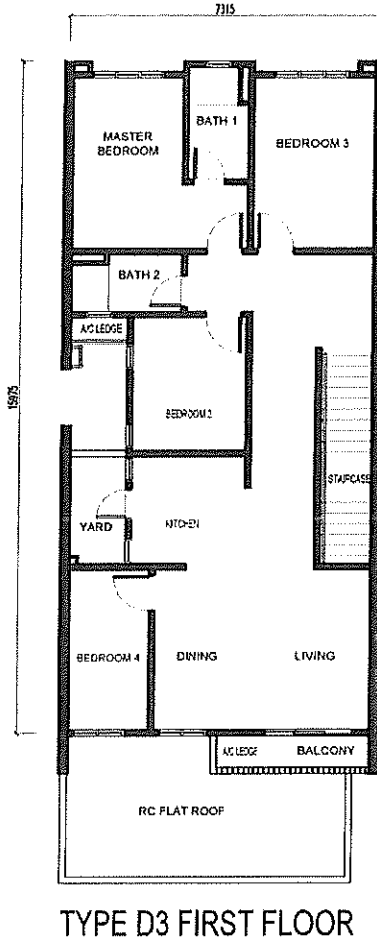 7315
BATH 1
MASTER
BEDROOM
BEDROOM 3
BATH 2
A/C LEDGE
15975
BEDROOM 2
STAIRCASE
YARD
KITCHEN
BEDROOM 4
DINING
LIVING
A/C LEDGE
BALCONY
RC FLAT ROOF
TYPE D3 FIRST FLOOR